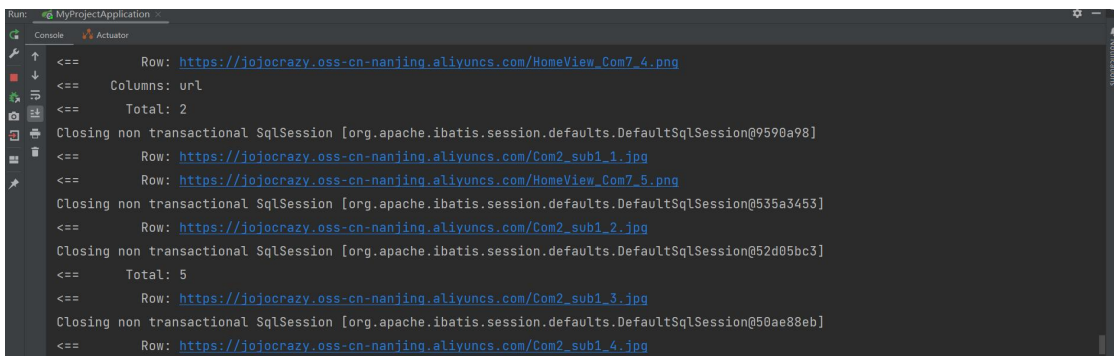 Run: MyProjectApplication ×
Console Actuator
Notifications
<== Row: https://jojocrazy.oss-cn-nanjing.aliyuncs.com/HomeView_Com7_4.png
<== Columns: url
<== Total: 2
Closing non transactional SqlSession [org.apache.ibatis.session.defaults.DefaultSqlSession@9590a98]
<== Row: https://jojocrazy.oss-cn-nanjing.aliyuncs.com/Com2_sub1_1.jpg
<== Row: https://jojocrazy.oss-cn-nanjing.aliyuncs.com/HomeView_Com7_5.png
Closing non transactional SqlSession [org.apache.ibatis.session.defaults.DefaultSqlSession@535a3453]
<== Row: https://jojocrazy.oss-cn-nanjing.aliyuncs.com/Com2_sub1_2.jpg
Closing non transactional SqlSession [org.apache.ibatis.session.defaults.DefaultSqlSession@52d05bc3]
<== Total: 5
<== Row: https://jojocrazy.oss-cn-nanjing.aliyuncs.com/Com2_sub1_3.jpg
Closing non transactional SqlSession [org.apache.ibatis.session.defaults.DefaultSqlSession@50ae88eb]
<== Row: https://jojocrazy.oss-cn-nanjing.aliyuncs.com/Com2_sub1_4.jpg